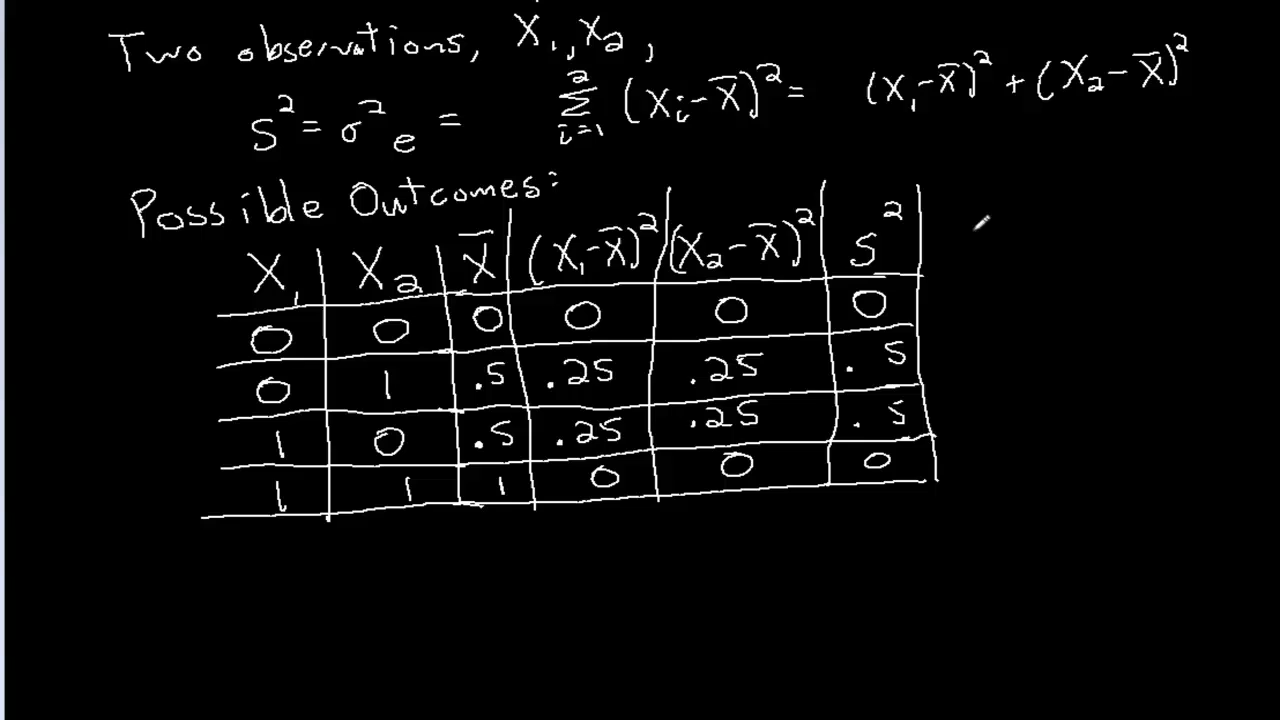 Two observations, X₁, X₂,
S² = σ²e = Σ i=1 2 (Xi - X̄)² = (X₁ - X̄)² + (X₂ - X̄)²
Possible Outcomes:
X₁ X₂ X̄ (X₁ - X̄)² (X₂ - X̄)² S²
0 0 0 0 0 0
0 1 .5 .25 .25 .5
1 0 .5 .25 .25 .5
1 1 1 0 0 0